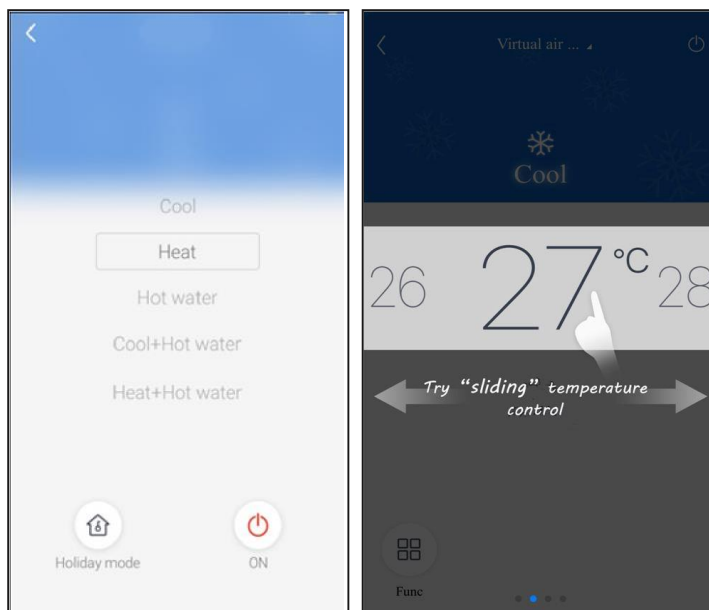 Cool
Heat
Hot water
Cool+Hot water
Heat+Hot water
Holiday mode
ON
Virtual air ...
Cool
26
27°C
28
Try “sliding” temperature
control
Func